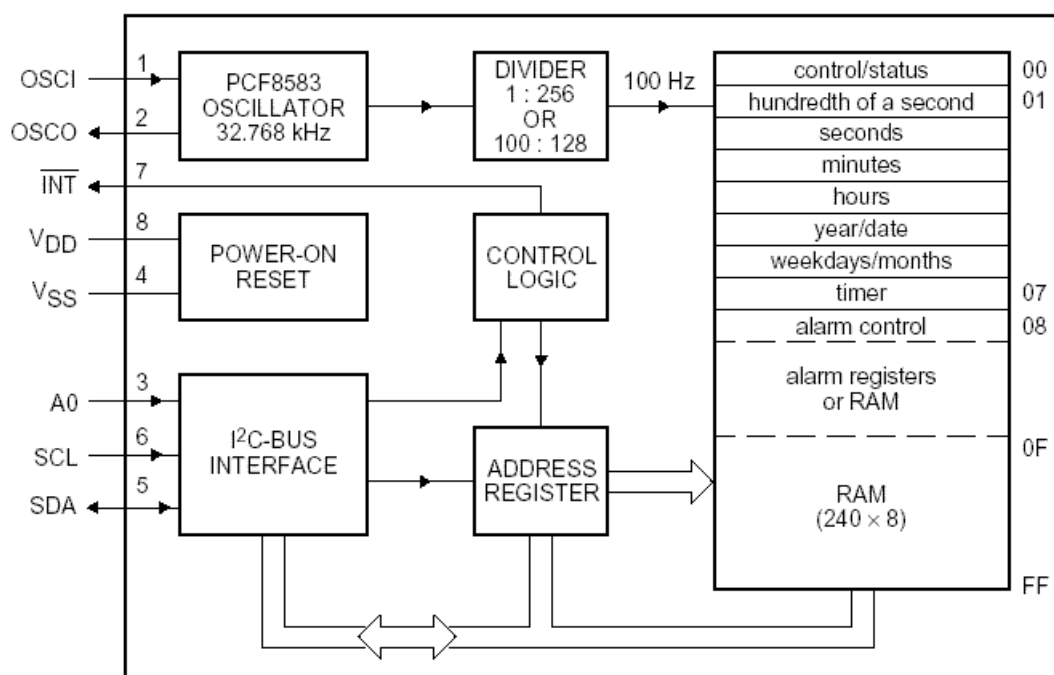 OSCI
1
OSCO
2
INT
7
VDD
8
VSS
4
A0
3
SCL
6
SDA
5
PCF8583
OSCILLATOR
32.768 kHz
DIVIDER
1 : 256
OR
100 : 128
100 Hz
POWER-ON
RESET
CONTROL
LOGIC
I²C-BUS
INTERFACE
ADDRESS
REGISTER
control/status
00
hundredth of a second
01
seconds
minutes
hours
year/date
weekdays/months
timer
07
alarm control
08
alarm registers
or RAM
0F
RAM
(240 × 8)
FF